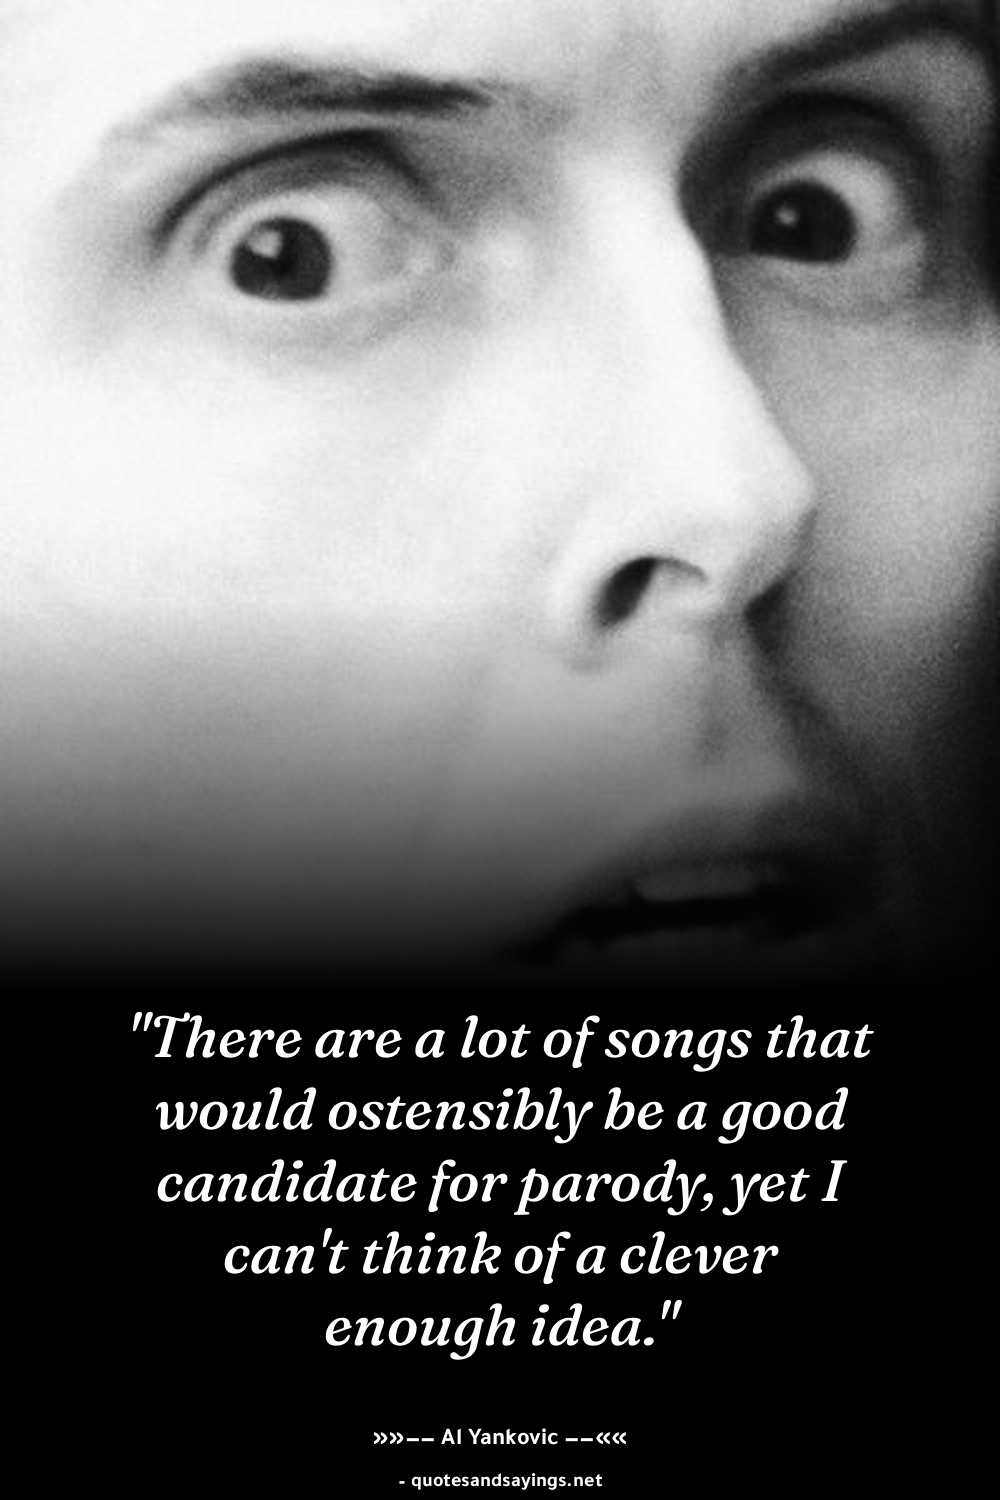 "There are a lot of songs that
would ostensibly be a good
candidate for parody, yet I
can't think of a clever
enough idea."
»»—— Al Yankovic ——««
- quotesandsayings.net